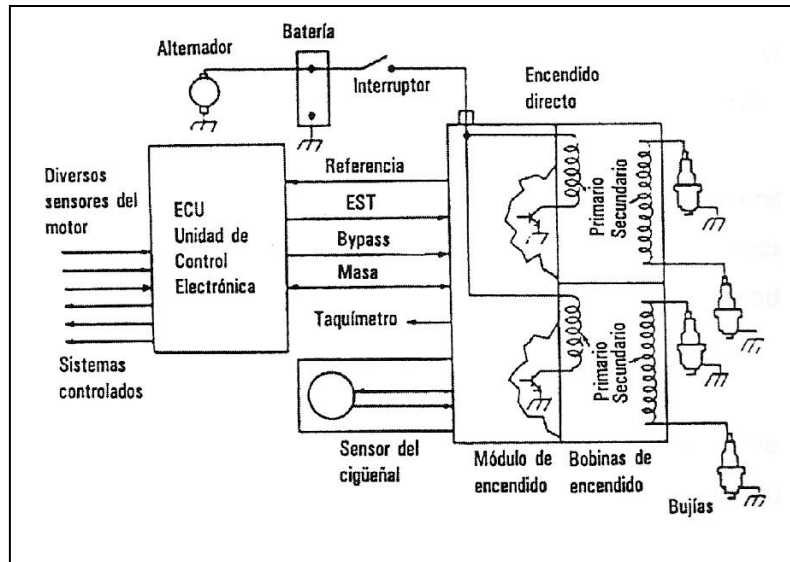 Batería
Alternador
Interruptor
Encendido
directo
Diversos
sensores del
motor
ECU
Unidad de
Control
Electrónica
Referencia
EST
Bypass
Masa
Taquímetro
Primario
Secundario
Primario
Secundario
Sistemas
controlados
Sensor del
cigüeñal
Módulo de
encendido
Bobinas de
encendido
Bujías